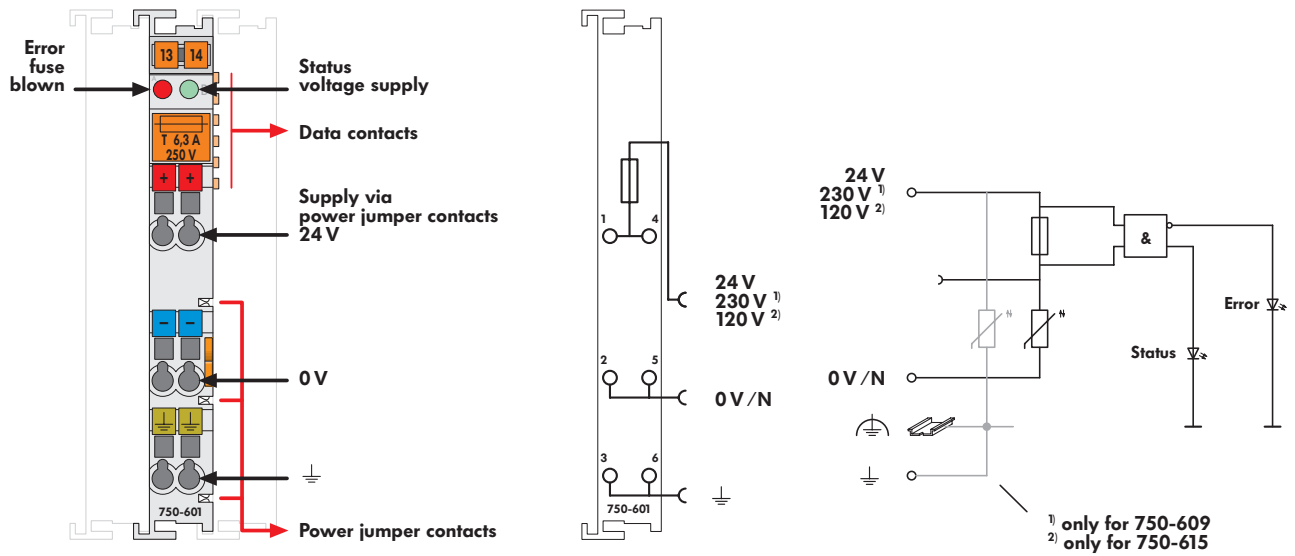 13 14
Error
fuse
blown
Status
voltage supply
Data contacts
T 6,3 A
250 V
+ +
Supply via
power jumper contacts
24 V
- -
0 V
750-601
Power jumper contacts
1 4
24 V
230 V 1)
120 V 2)
2 5
0 V/N
3 6
750-601
24 V
230 V 1)
120 V 2)
&
Error
Status
0 V/N
1) only for 750-609
2) only for 750-615